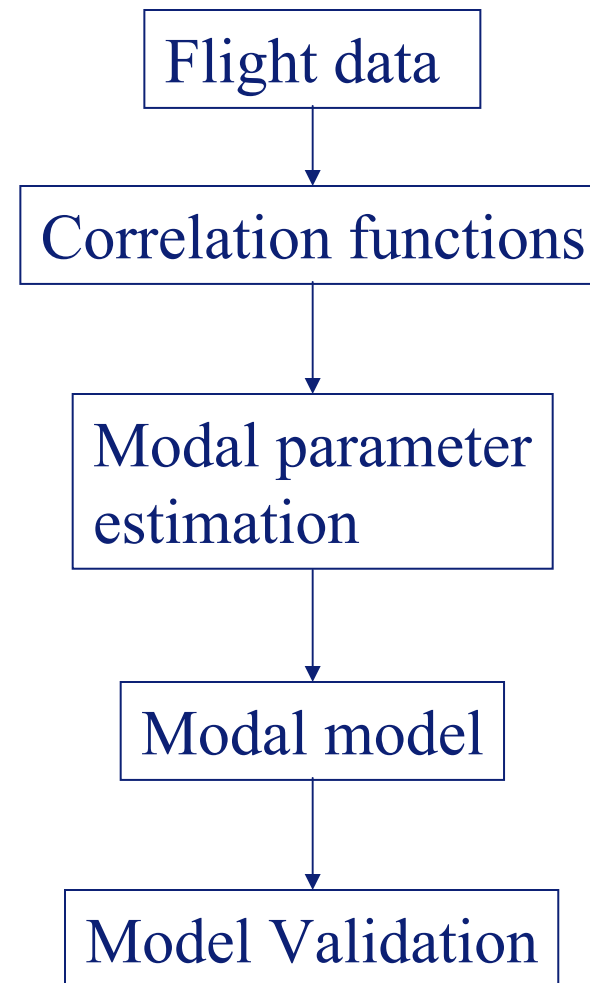 Flight data
Correlation functions
Modal parameter
estimation
Modal model
Model Validation